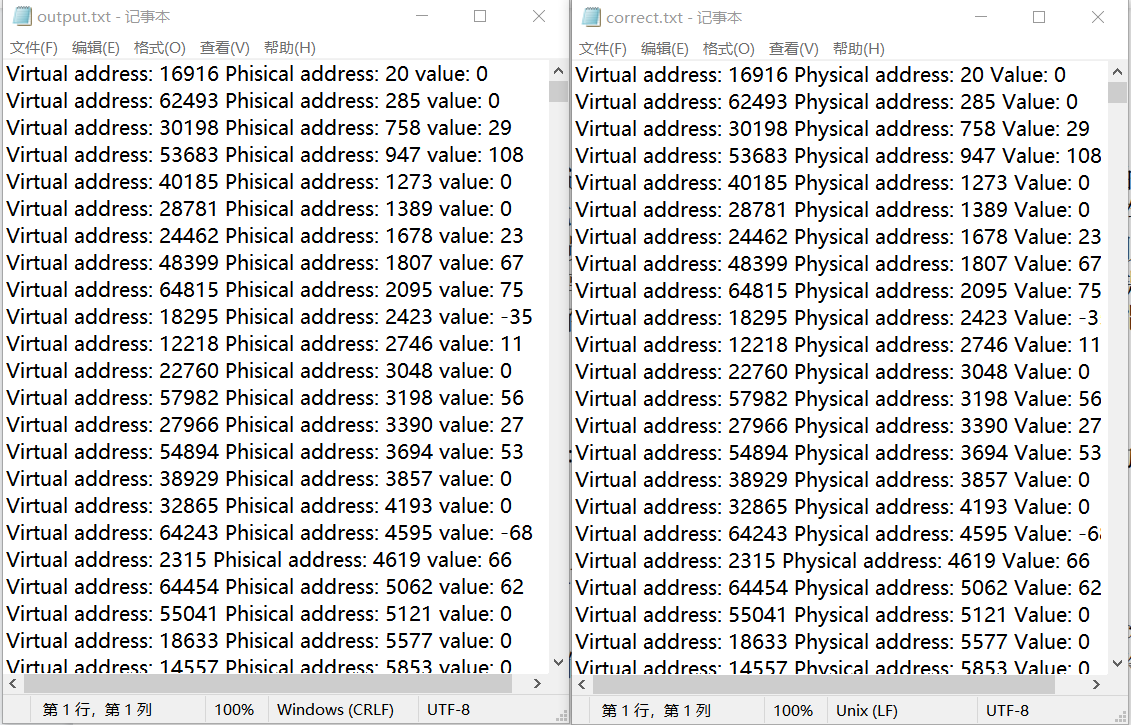 output.txt - 记事本
文件(F) 编辑(E) 格式(O) 查看(V) 帮助(H)
Virtual address: 16916 Phisical address: 20 value: 0
Virtual address: 62493 Phisical address: 285 value: 0
Virtual address: 30198 Phisical address: 758 value: 29
Virtual address: 53683 Phisical address: 947 value: 108
Virtual address: 40185 Phisical address: 1273 value: 0
Virtual address: 28781 Phisical address: 1389 value: 0
Virtual address: 24462 Phisical address: 1678 value: 23
Virtual address: 48399 Phisical address: 1807 value: 67
Virtual address: 64815 Phisical address: 2095 value: 75
Virtual address: 18295 Phisical address: 2423 value: -35
Virtual address: 12218 Phisical address: 2746 value: 11
Virtual address: 22760 Phisical address: 3048 value: 0
Virtual address: 57982 Phisical address: 3198 value: 56
Virtual address: 27966 Phisical address: 3390 value: 27
Virtual address: 54894 Phisical address: 3694 value: 53
Virtual address: 38929 Phisical address: 3857 value: 0
Virtual address: 32865 Phisical address: 4193 value: 0
Virtual address: 64243 Phisical address: 4595 value: -68
Virtual address: 2315 Phisical address: 4619 value: 66
Virtual address: 64454 Phisical address: 5062 value: 62
Virtual address: 55041 Phisical address: 5121 value: 0
Virtual address: 18633 Phisical address: 5577 value: 0
Virtual address: 14557 Phisical address: 5853 value: 0
第 1 行，第 1 列 100% Windows (CRLF) UTF-8
correct.txt - 记事本
文件(F) 编辑(E) 格式(O) 查看(V) 帮助(H)
Virtual address: 16916 Physical address: 20 Value: 0
Virtual address: 62493 Physical address: 285 Value: 0
Virtual address: 30198 Physical address: 758 Value: 29
Virtual address: 53683 Physical address: 947 Value: 108
Virtual address: 40185 Physical address: 1273 Value: 0
Virtual address: 28781 Physical address: 1389 Value: 0
Virtual address: 24462 Physical address: 1678 Value: 23
Virtual address: 48399 Physical address: 1807 Value: 67
Virtual address: 64815 Physical address: 2095 Value: 75
Virtual address: 18295 Physical address: 2423 Value: -3
Virtual address: 12218 Physical address: 2746 Value: 11
Virtual address: 22760 Physical address: 3048 Value: 0
Virtual address: 57982 Physical address: 3198 Value: 56
Virtual address: 27966 Physical address: 3390 Value: 27
Virtual address: 54894 Physical address: 3694 Value: 53
Virtual address: 38929 Physical address: 3857 Value: 0
Virtual address: 32865 Physical address: 4193 Value: 0
Virtual address: 64243 Physical address: 4595 Value: -68
Virtual address: 2315 Physical address: 4619 Value: 66
Virtual address: 64454 Physical address: 5062 Value: 62
Virtual address: 55041 Physical address: 5121 Value: 0
Virtual address: 18633 Physical address: 5577 Value: 0
Virtual address: 14557 Physical address: 5853 Value: 0
第 1 行，第 1 列 100% Unix (LF) UTF-8